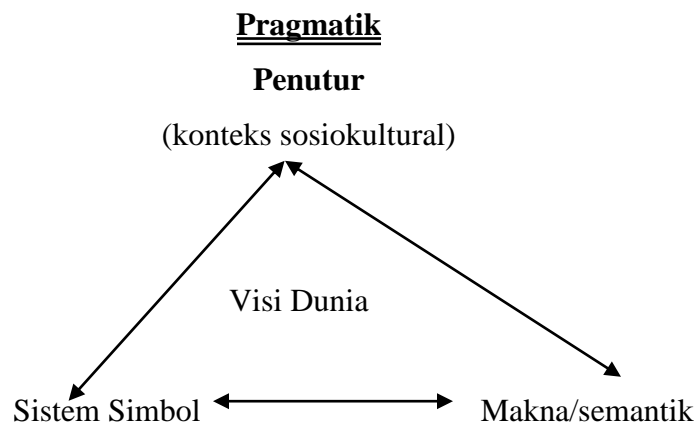 Pragmatik
Penutur
(konteks sosiokultural)
Visi Dunia
Sistem Simbol
Makna/semantik